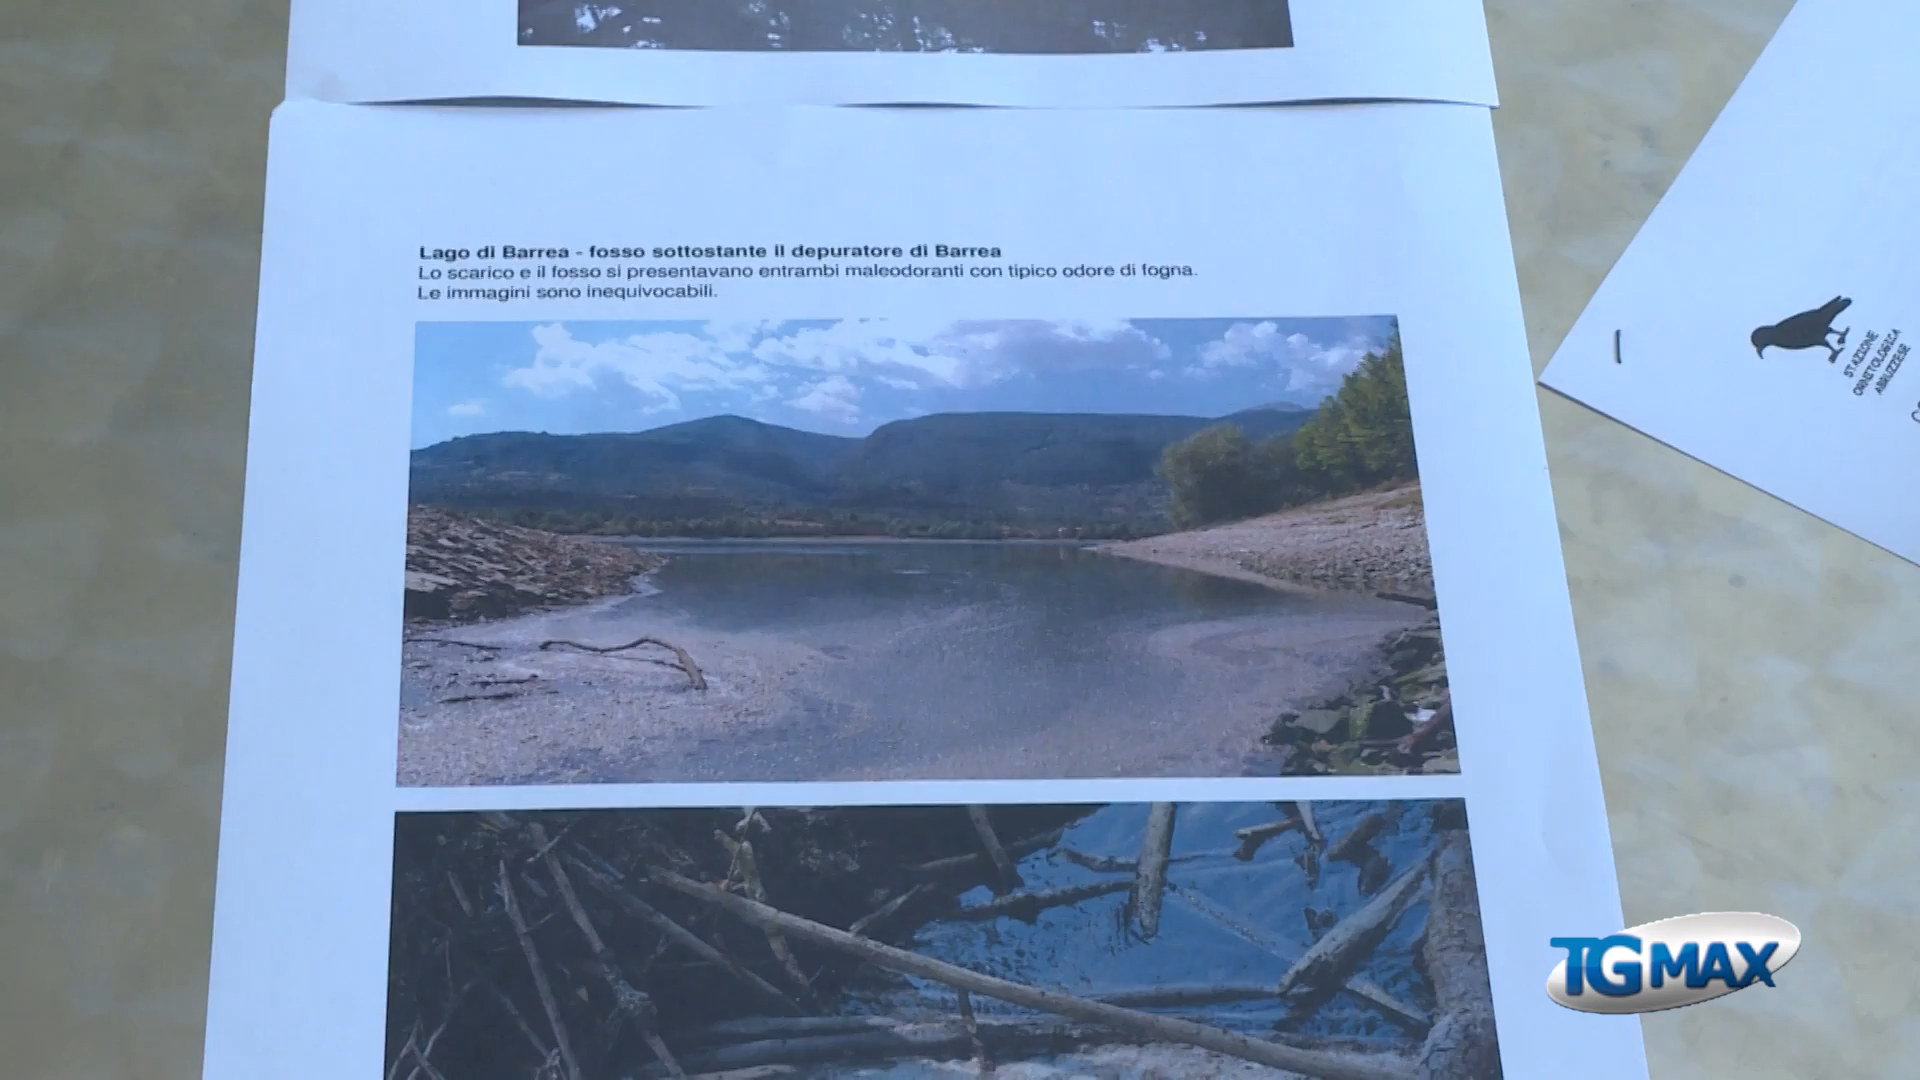 Lago di Barrea - fosso sottostante il depuratore di Barrea
Lo scarico e il fosso si presentavano entrambi maleodoranti con tipico odore di fogna.
Le immagini sono inequivocabili.
STAZIONE
ORNITOLOGICA
ABRUZZESE
TGMAX